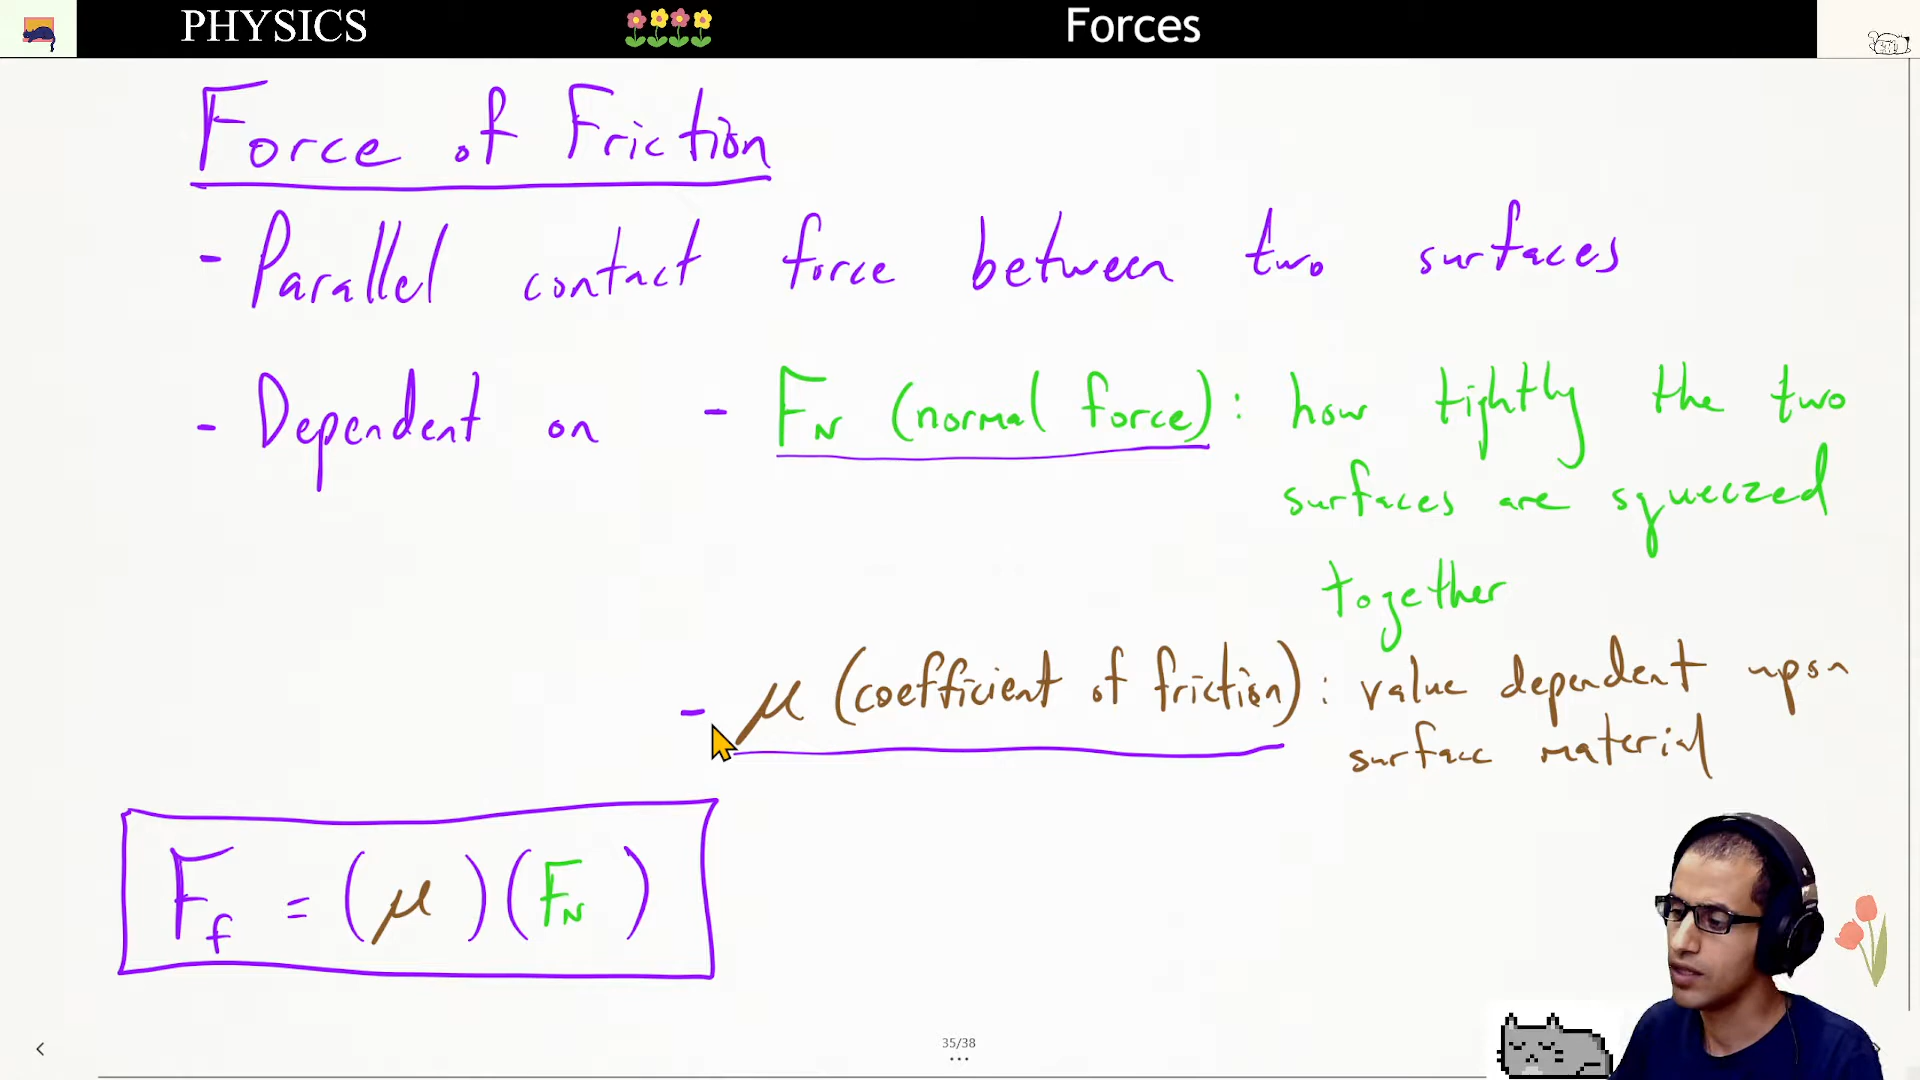 PHYSICS
Forces
Force of Friction
- Parallel contact force between two surfaces
- Dependent on - FN (normal force): how tightly the two
surfaces are squeezed
together
- μ (coefficient of friction): value dependent upon
surface material
Ff = (μ)(FN)
35/38